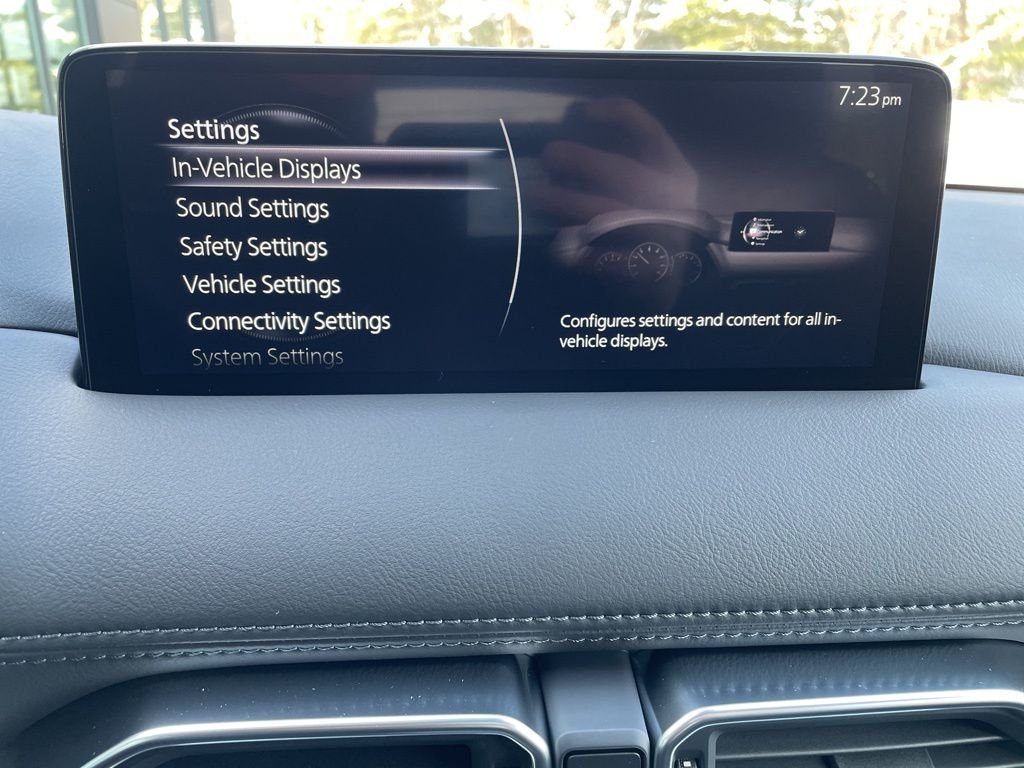 7:23 pm
Settings
In-Vehicle Displays
Sound Settings
Safety Settings
Vehicle Settings
Connectivity Settings
System Settings
Configures settings and content for all in-
vehicle displays.